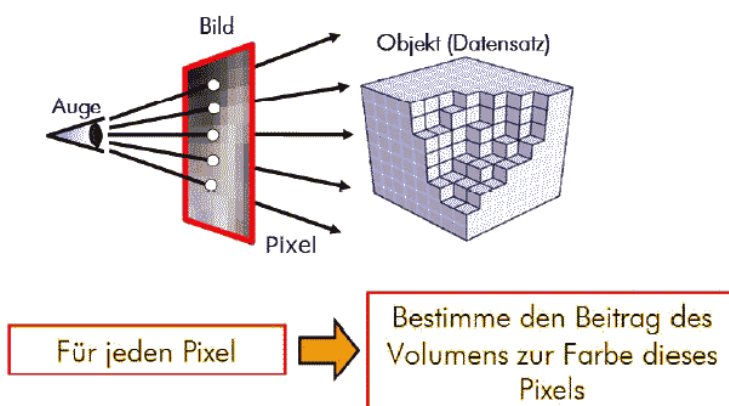 Bild
Objekt (Datensatz)
Auge
Pixel
Für jeden Pixel
Bestimme den Beitrag des
Volumens zur Farbe dieses
Pixels